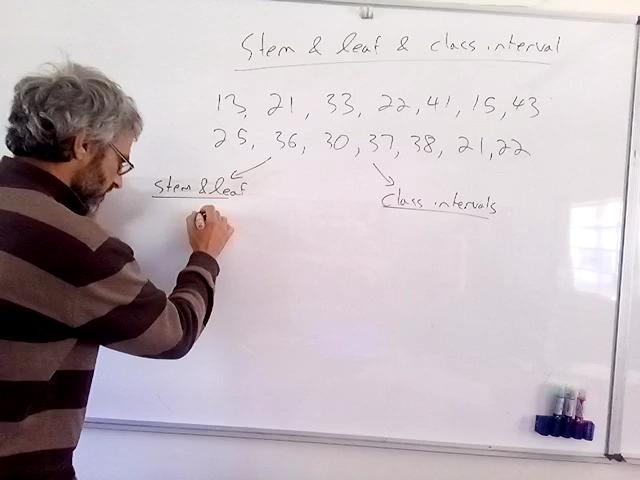 Stem & leaf & class interval
13, 21, 33, 22, 41, 15, 43
25, 36, 30, 37, 38, 21, 22
Stem & leaf
Class intervals